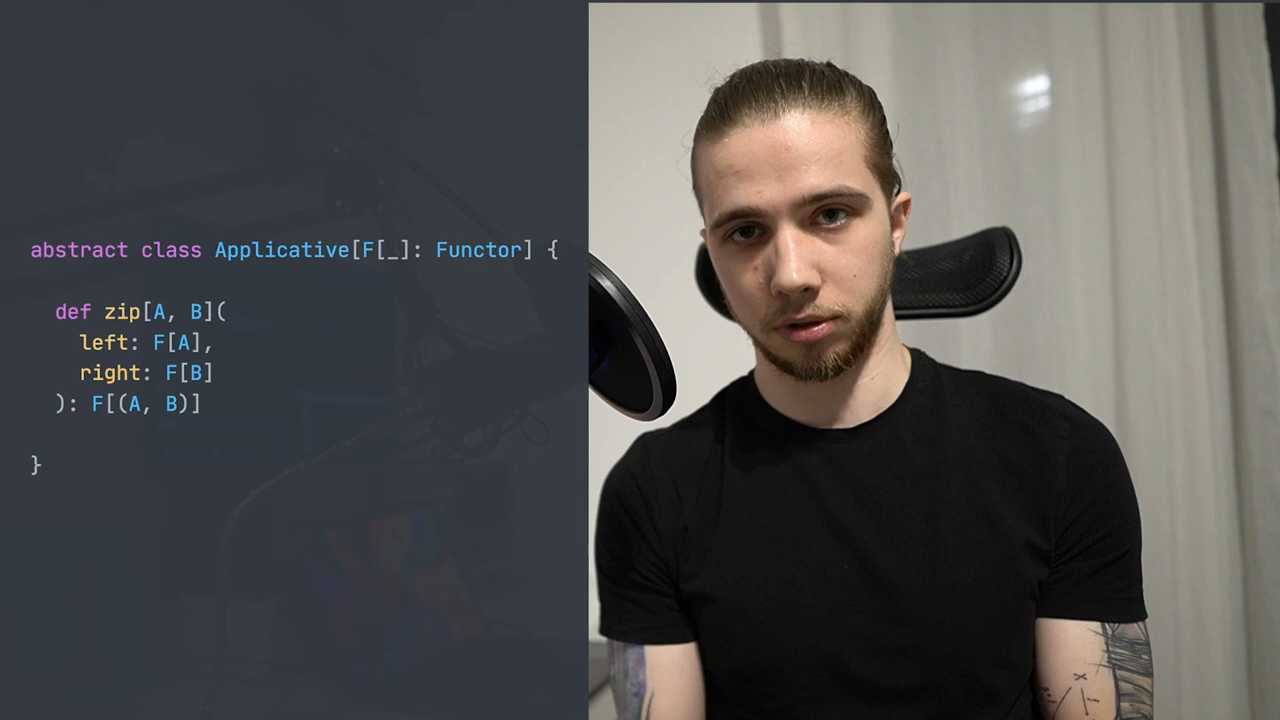 abstract class Applicative[F[_]: Functor] {
def zip[A, B](
left: F[A],
right: F[B]
): F[(A, B)]
}